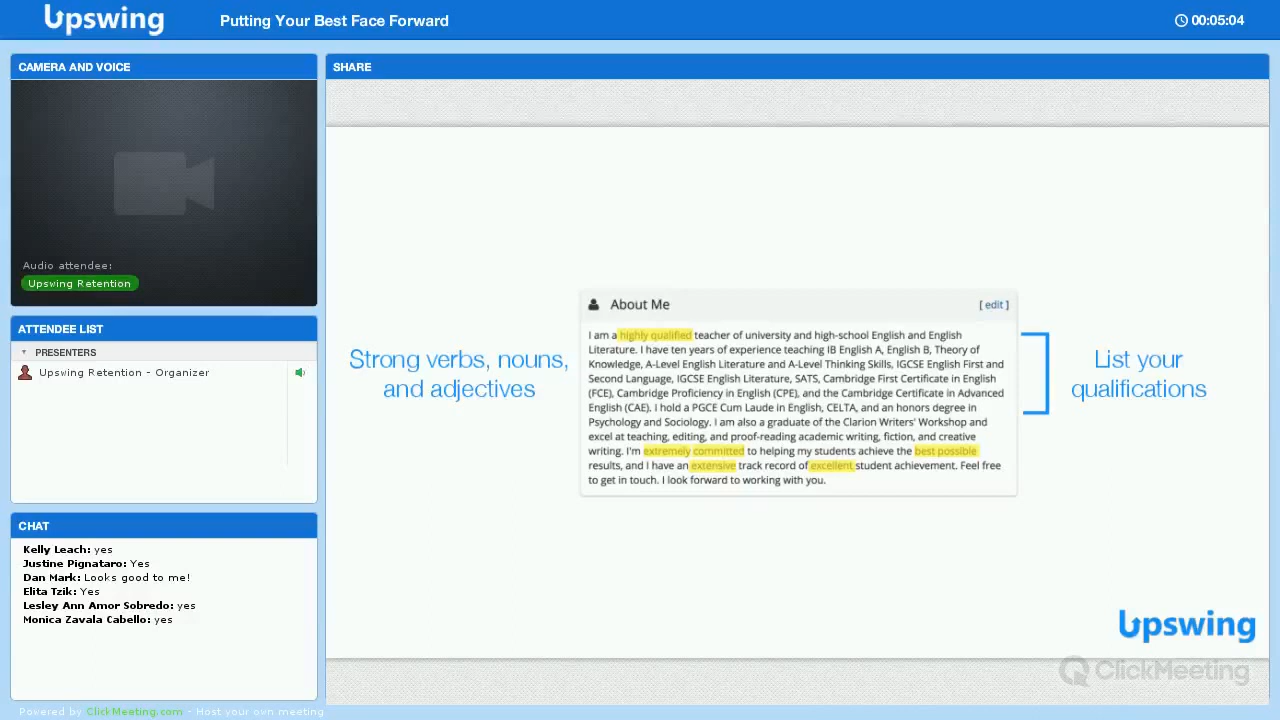 Upswing
Putting Your Best Face Forward
00:05:04
CAMERA AND VOICE
Audio attendee:
Upswing Retention
ATTENDEE LIST
PRESENTERS
Upswing Retention - Organizer
CHAT
Kelly Leach: yes
Justine Pignataro: Yes
Dan Mark: Looks good to me!
Elita Tzik: Yes
Lesley Ann Amor Sobredo: yes
Monica Zavala Cabello: yes
Powered by ClickMeeting.com - Host your own meeting
SHARE
Strong verbs, nouns,
and adjectives
About Me
[ edit ]
I am a highly qualified teacher of university and high-school English and English
Literature. I have ten years of experience teaching IB English A, English B, Theory of
Knowledge, A-Level English Literature and A-Level Thinking Skills, IGCSE English First and
Second Language, IGCSE English Literature, SATS, Cambridge First Certificate in English
(FCE), Cambridge Proficiency in English (CPE), and the Cambridge Certificate in Advanced
English (CAE). I hold a PGCE Cum Laude in English, CELTA, and an honors degree in
Psychology and Sociology. I am also a graduate of the Clarion Writers' Workshop and
excel at teaching, editing, and proof-reading academic writing, fiction, and creative
writing. I'm extremely committed to helping my students achieve the best possible
results, and I have an extensive track record of excellent student achievement. Feel free
to get in touch. I look forward to working with you.
List your
qualifications
Upswing
ClickMeeting